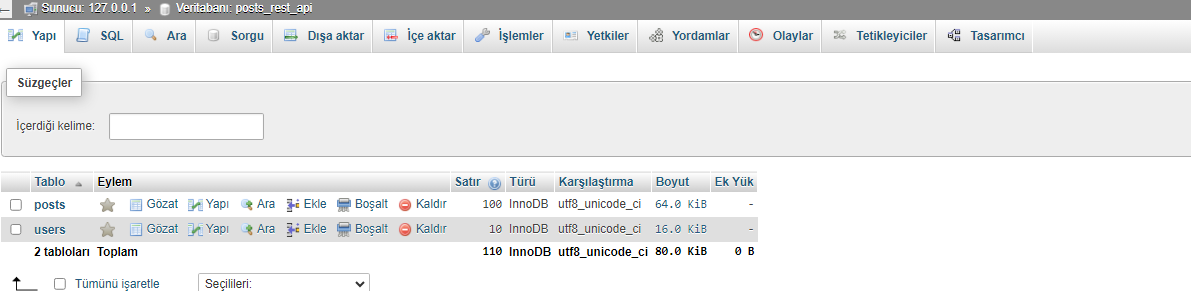 Sunucu: 127.0.0.1 » Veritabanı: posts_rest_api
Yapı SQL Ara Sorgu Dışa aktar İçe aktar İşlemler Yetkiler Yordamlar Olaylar Tetikleyiciler Tasarımcı
Süzgeçler
İçerdiği kelime:
Tablo Eylem Satır Türü Karşılaştırma Boyut Ek Yük
posts Gözat Yapı Ara Ekle Boşalt Kaldır 100 InnoDB utf8_unicode_ci 64.0 KiB -
users Gözat Yapı Ara Ekle Boşalt Kaldır 10 InnoDB utf8_unicode_ci 16.0 KiB -
2 tabloları Toplam 110 InnoDB utf8_unicode_ci 80.0 KiB 0 B
Tümünü işaretle Seçilileri: